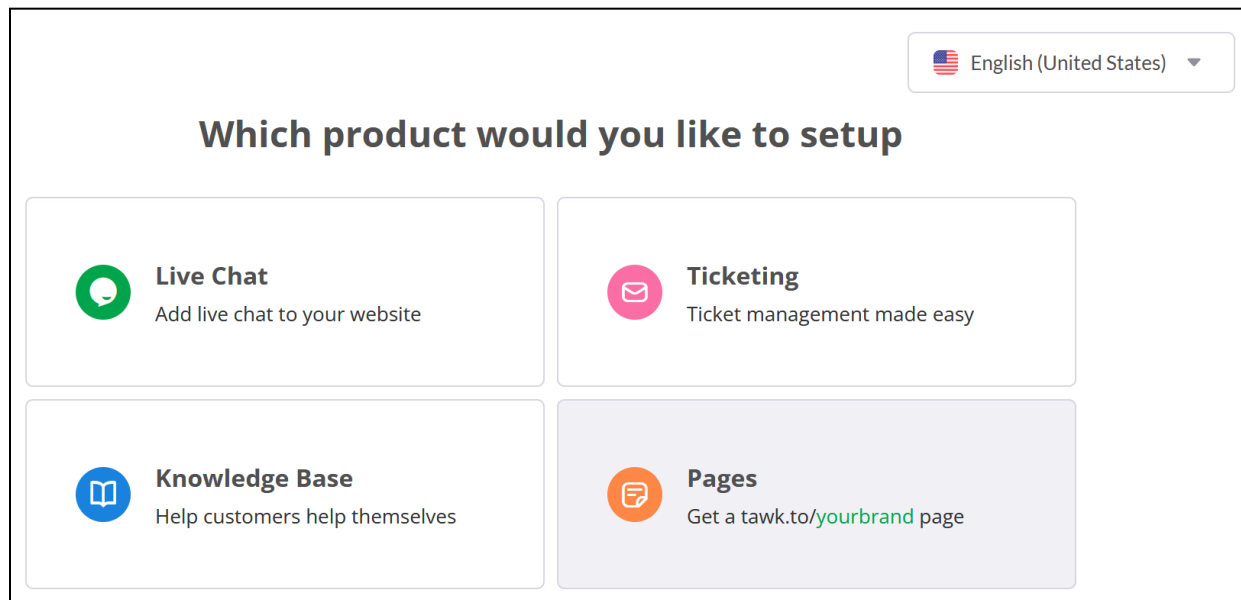 English (United States)
Which product would you like to setup
Live Chat
Add live chat to your website
Ticketing
Ticket management made easy
Knowledge Base
Help customers help themselves
Pages
Get a tawk.to/yourbrand page